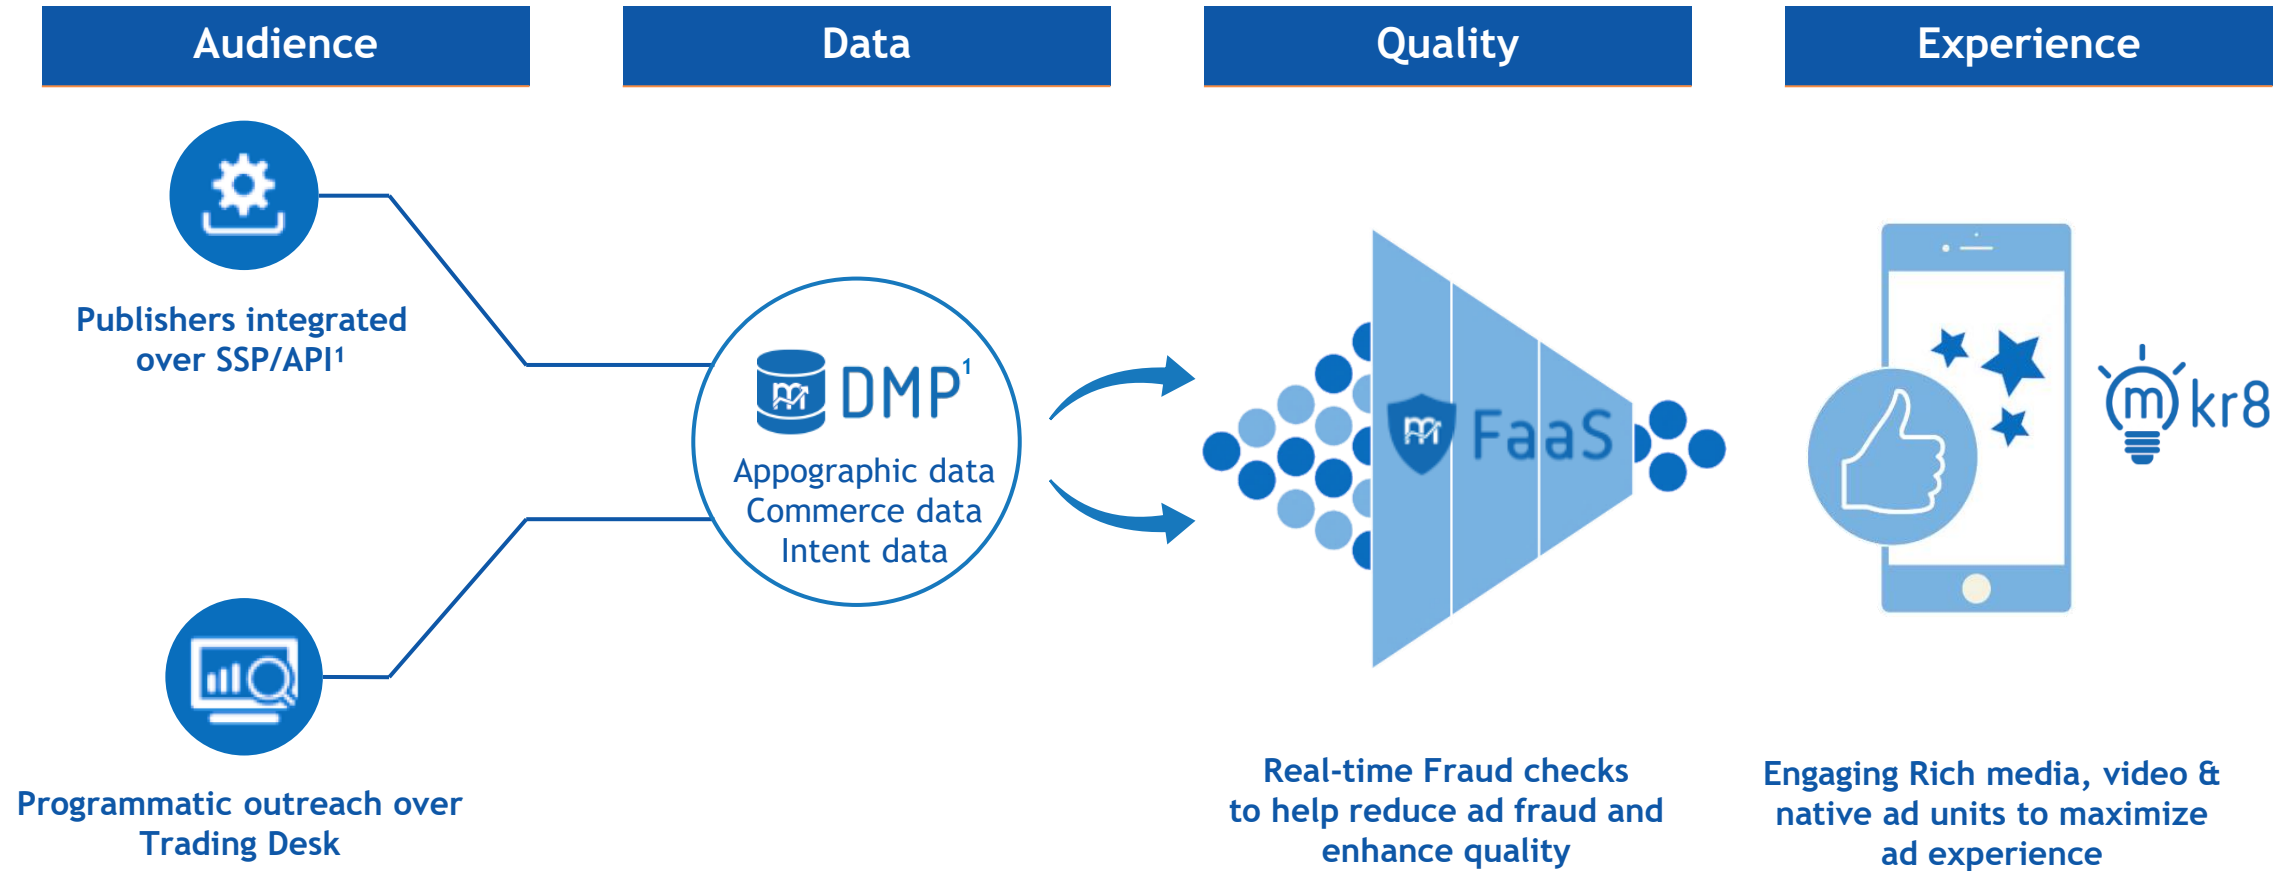 Audience
Data
Quality
Experience
Publishers integrated
over SSP/API¹
Programmatic outreach over
Trading Desk
m DMP¹
Appographic data
Commerce data
Intent data
m FaaS
Real-time Fraud checks
to help reduce ad fraud and
enhance quality
m kr8
Engaging Rich media, video &
native ad units to maximize
ad experience